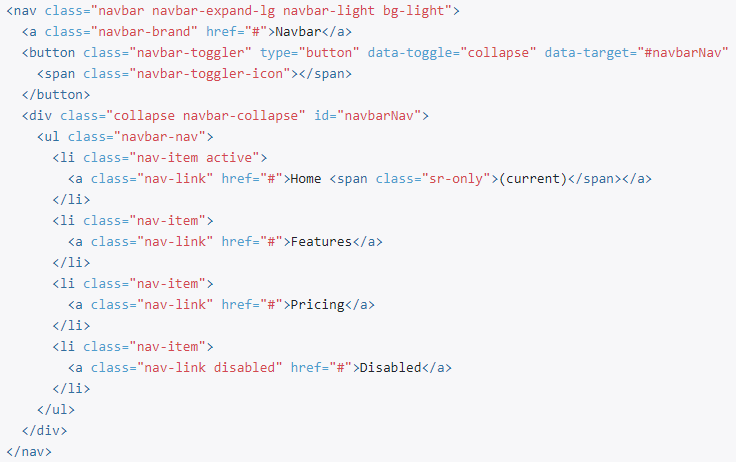 <nav class="navbar navbar-expand-lg navbar-light bg-light">
  <a class="navbar-brand" href="#">Navbar</a>
  <button class="navbar-toggler" type="button" data-toggle="collapse" data-target="#navbarNav"
    <span class="navbar-toggler-icon"></span>
  </button>
  <div class="collapse navbar-collapse" id="navbarNav">
    <ul class="navbar-nav">
      <li class="nav-item active">
        <a class="nav-link" href="#">Home <span class="sr-only">(current)</span></a>
      </li>
      <li class="nav-item">
        <a class="nav-link" href="#">Features</a>
      </li>
      <li class="nav-item">
        <a class="nav-link" href="#">Pricing</a>
      </li>
      <li class="nav-item">
        <a class="nav-link disabled" href="#">Disabled</a>
      </li>
    </ul>
  </div>
</nav>